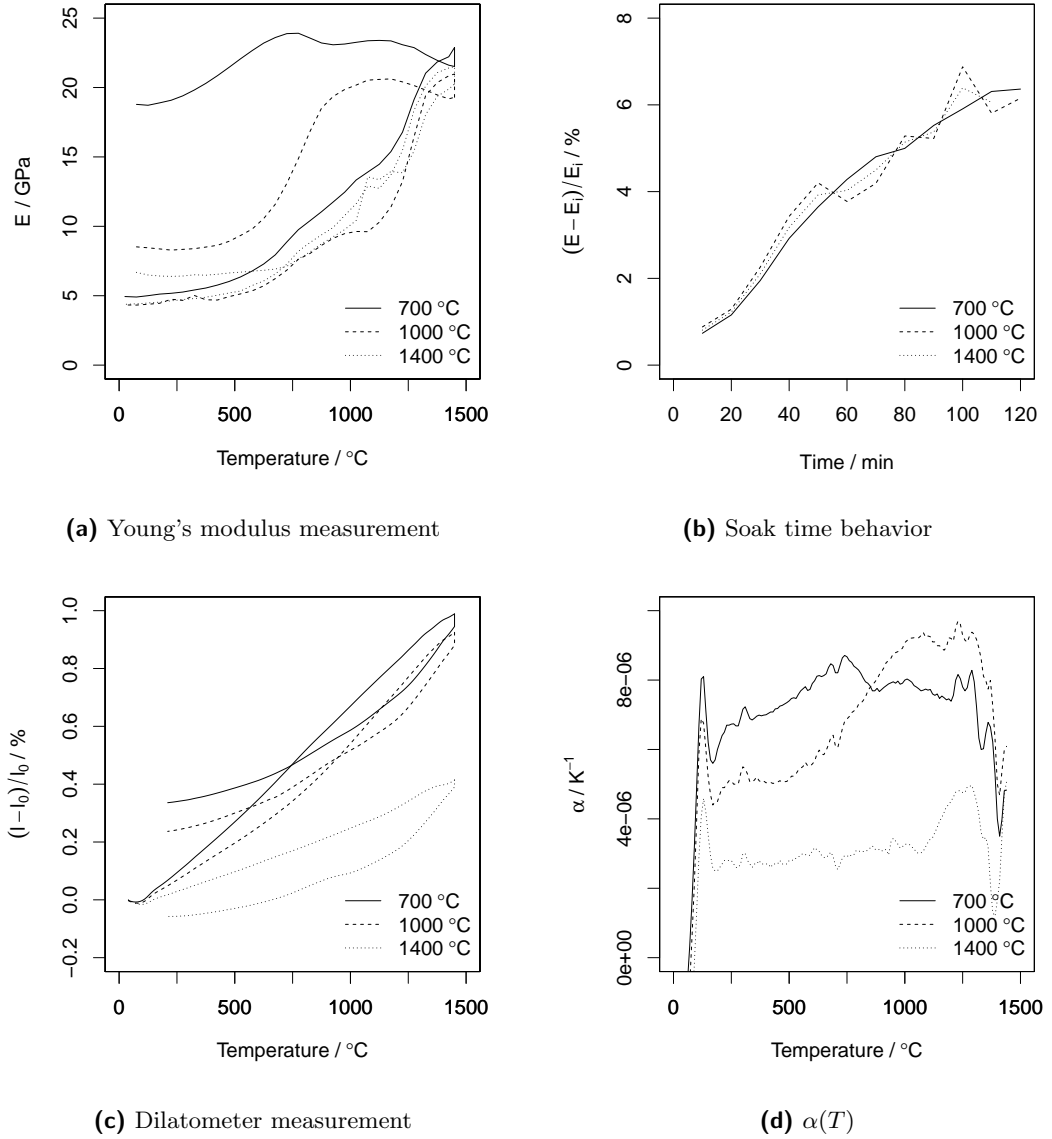 E / GPa
25
20
15
10
5
0
0 500 1000 1500
Temperature / °C
700 °C
1000 °C
1400 °C
(a) Young's modulus measurement
(E − Ei)/Ei / %
8
6
4
2
0
0 20 40 60 80 100 120
Time / min
700 °C
1000 °C
1400 °C
(b) Soak time behavior
(l − l0)/l0 / %
1.0
0.8
0.6
0.4
0.2
0.0
−0.2
0 500 1000 1500
Temperature / °C
700 °C
1000 °C
1400 °C
(c) Dilatometer measurement
α / K−1
8e−06
4e−06
0e+00
0 500 1000 1500
Temperature / °C
700 °C
1000 °C
1400 °C
(d) α(T)